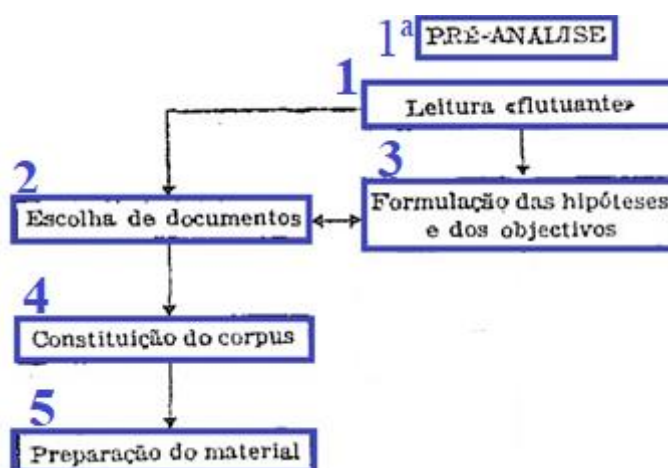 1ª PRÉ-ANÁLISE
1
Leitura «flutuante»
2
Escolha de documentos
3
Formulação das hipóteses
e dos objectivos
4
Constituição do corpus
5
Preparação do material